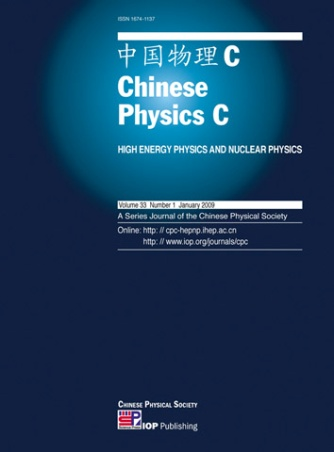 ISSN 1674-1137
中国物理 C
Chinese
Physics C
HIGH ENERGY PHYSICS AND NUCLEAR PHYSICS
Volume 33 Number 1 January 2009
A Series Journal of the Chinese Physical Society
Online: http: // cpc-hepnp.ihep.ac.cn
http: // www.iop.org/journals/cpc
CHINESE PHYSICAL SOCIETY
IOP Publishing